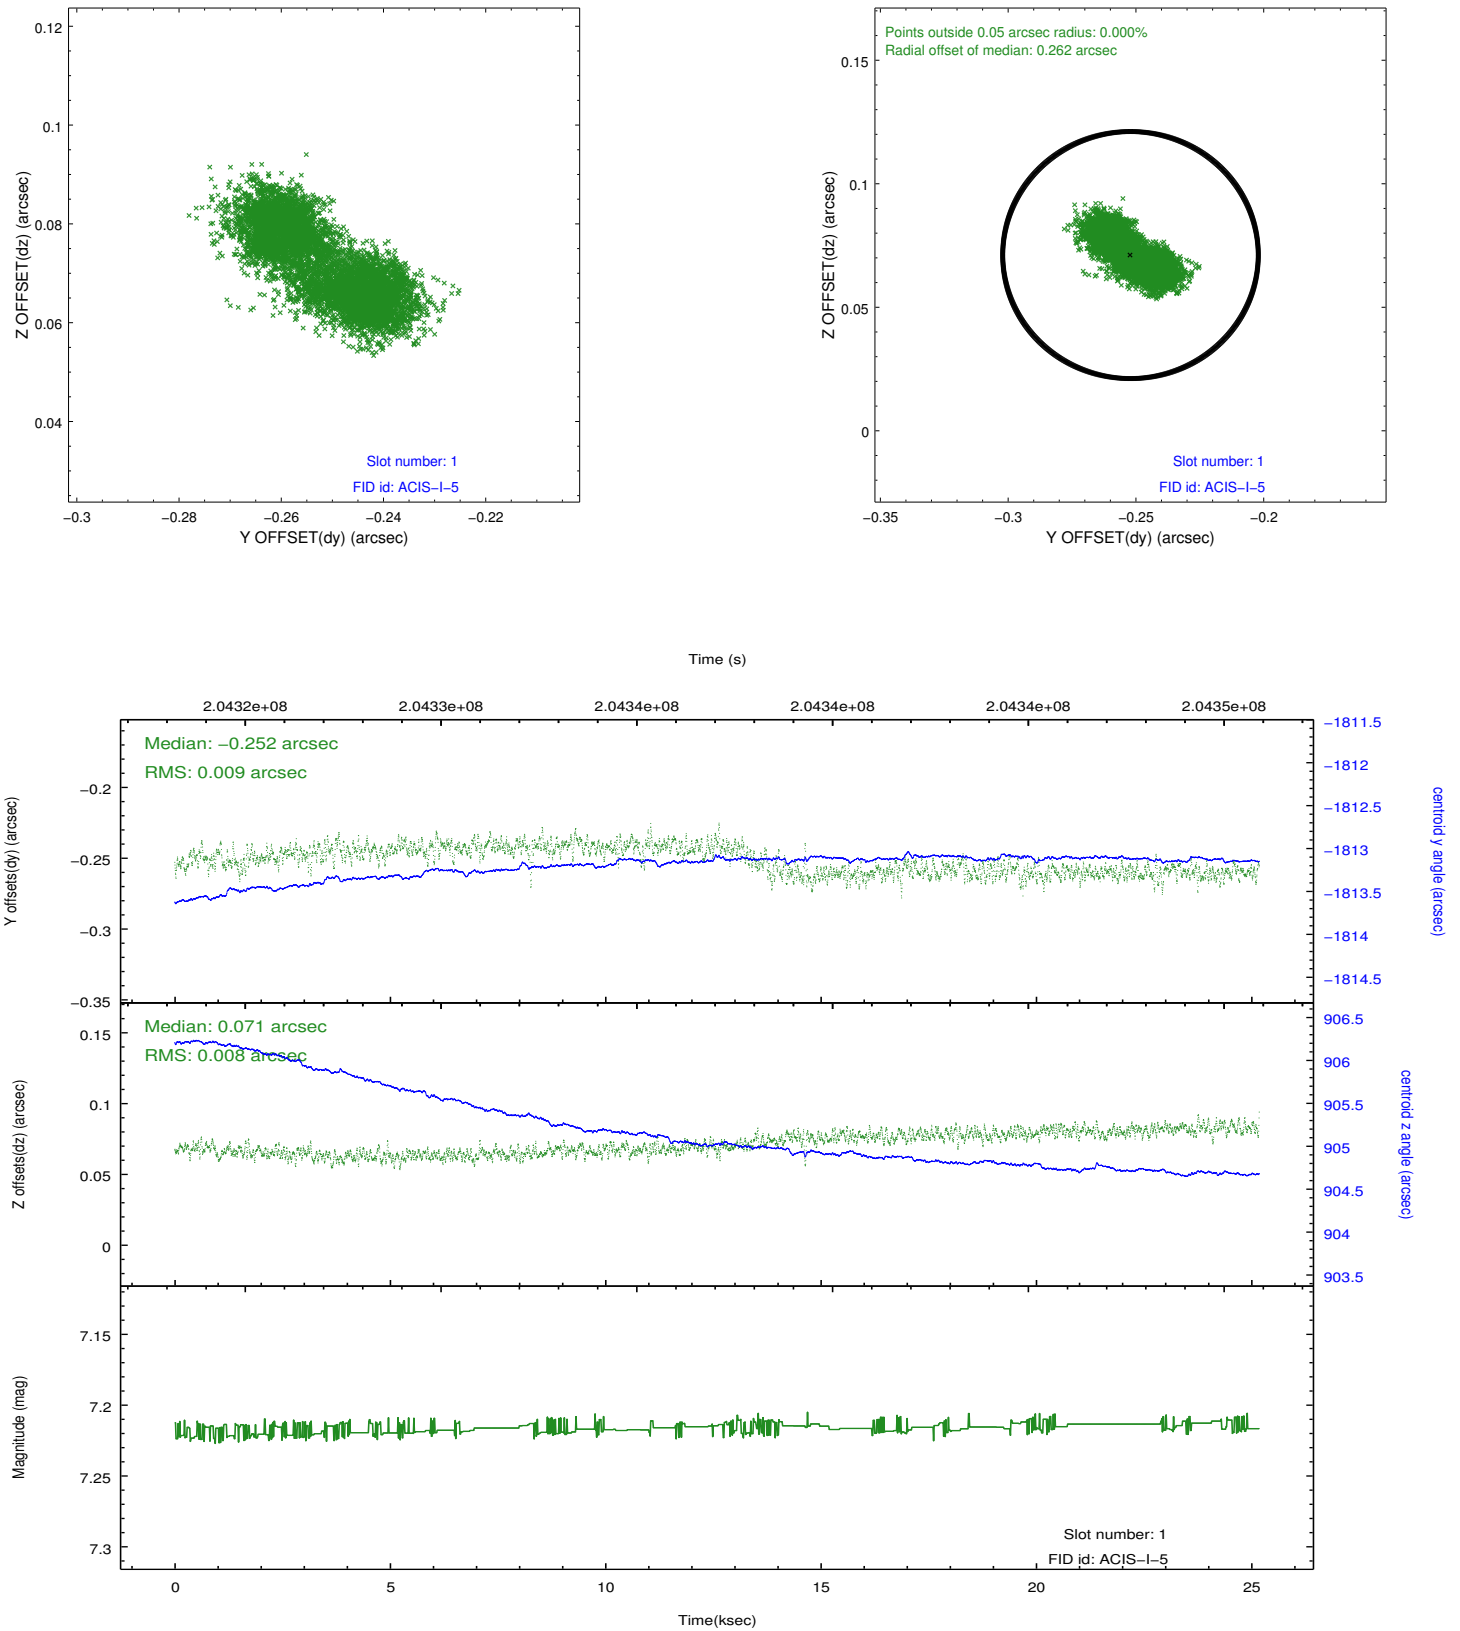 0.12
0.1
0.08
0.06
0.04
Z OFFSET(dz) (arcsec)
Slot number: 1
FID id: ACIS−I−5
−0.3 −0.28 −0.26 −0.24 −0.22
Y OFFSET(dy) (arcsec)
Points outside 0.05 arcsec radius: 0.000%
Radial offset of median: 0.262 arcsec
0.15
0.1
0.05
0
Z OFFSET(dz) (arcsec)
Slot number: 1
FID id: ACIS−I−5
−0.35 −0.3 −0.25 −0.2
Y OFFSET(dy) (arcsec)
Time (s)
2.0432e+08 2.0433e+08 2.0434e+08 2.0434e+08 2.0434e+08 2.0435e+08
Median: −0.252 arcsec
RMS: 0.009 arcsec
−0.2
−0.25
−0.3
−0.35
Y offsets(dy) (arcsec)
−1811.5
−1812
−1812.5
−1813
−1813.5
−1814
−1814.5
centroid y angle (arcsec)
Median: 0.071 arcsec
RMS: 0.008 arcsec
0.15
0.1
0.05
0
Z offsets(dz) (arcsec)
906.5
906
905.5
905
904.5
904
903.5
centroid z angle (arcsec)
7.15
7.2
7.25
7.3
Magnitude (mag)
Slot number: 1
FID id: ACIS−I−5
0 5 10 15 20 25
Time(ksec)